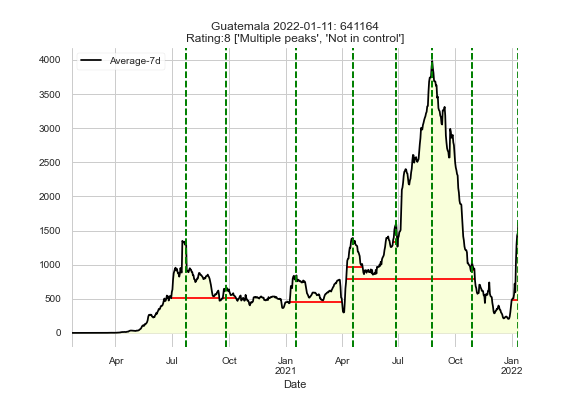 Guatemala 2022-01-11: 641164
Rating:8 ['Multiple peaks', 'Not in control']
Average-7d
4000
3500
3000
2500
2000
1500
1000
500
0
Apr
Jul
Oct
Jan
2021
Apr
Jul
Oct
Jan
2022
Date